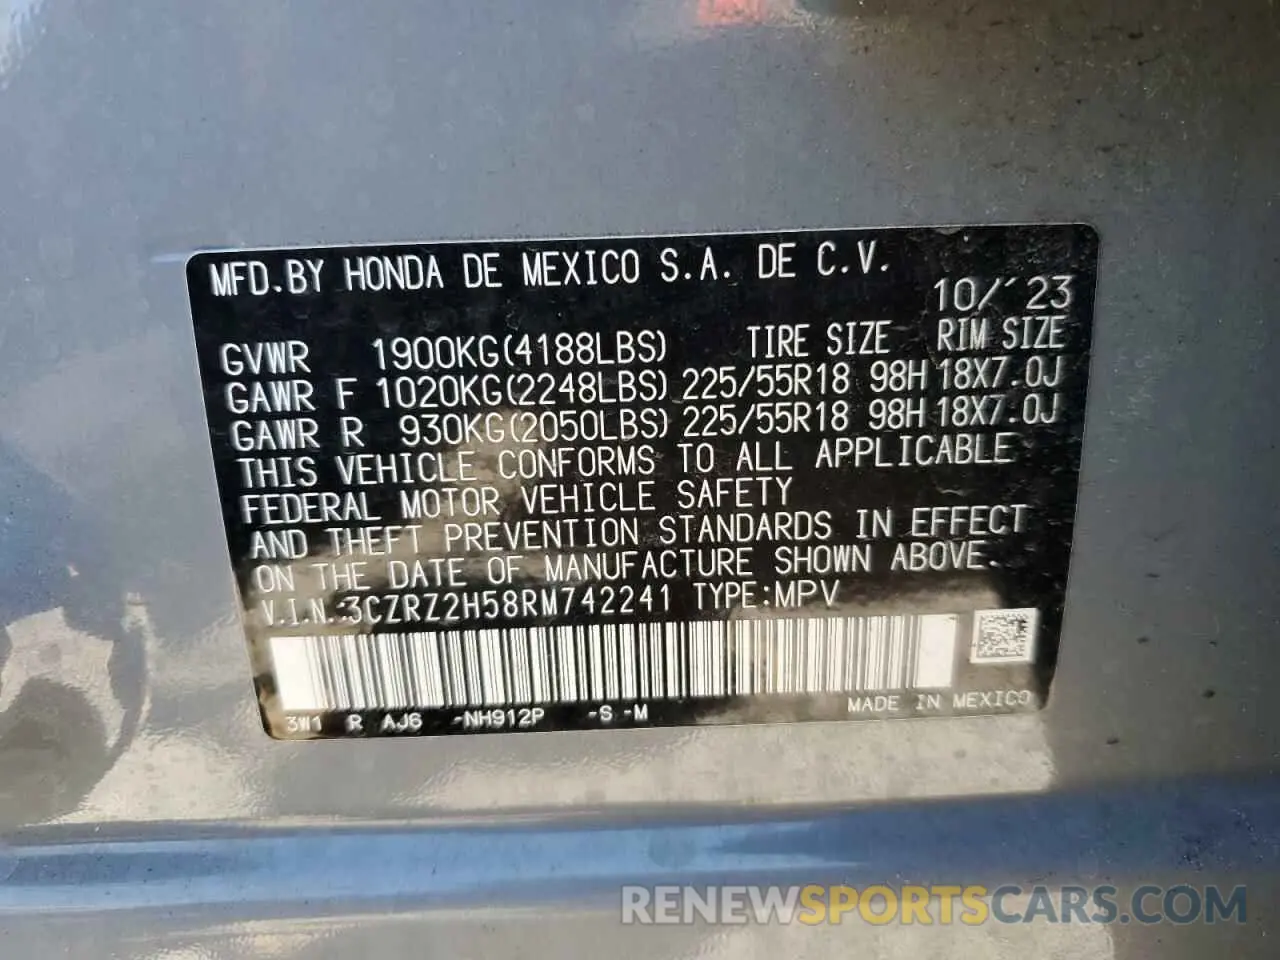 MFD.BY HONDA DE MEXICO S.A. DE C.V.
10/´23
GVWR 1900KG(4188LBS) TIRE SIZE RIM SIZE
GAWR F 1020KG(2248LBS) 225/55R18 98H 18X7.0J
GAWR R 930KG(2050LBS) 225/55R18 98H 18X7.0J
THIS VEHICLE CONFORMS TO ALL APPLICABLE
FEDERAL MOTOR VEHICLE SAFETY
AND THEFT PREVENTION STANDARDS IN EFFECT
ON THE DATE OF MANUFACTURE SHOWN ABOVE.
V.I.N.:3CZRZ2H58RM742241 TYPE:MPV
3W1 R AJ6 -NH912P -S -M MADE IN MEXICO
RENEWSPORTSCARS.COM